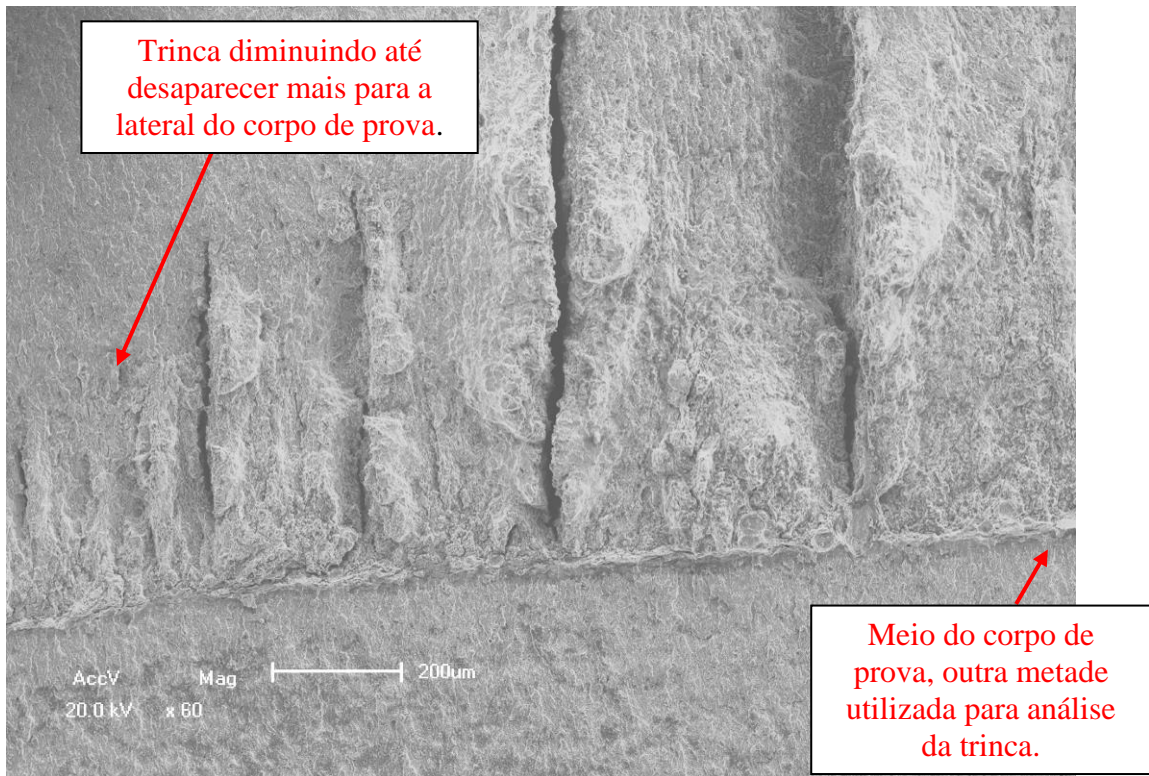 Trinca diminuindo até
desaparecer mais para a
lateral do corpo de prova.
Meio do corpo de
prova, outra metade
utilizada para análise
da trinca.
AccV Mag 200um
20.0 kV x 60